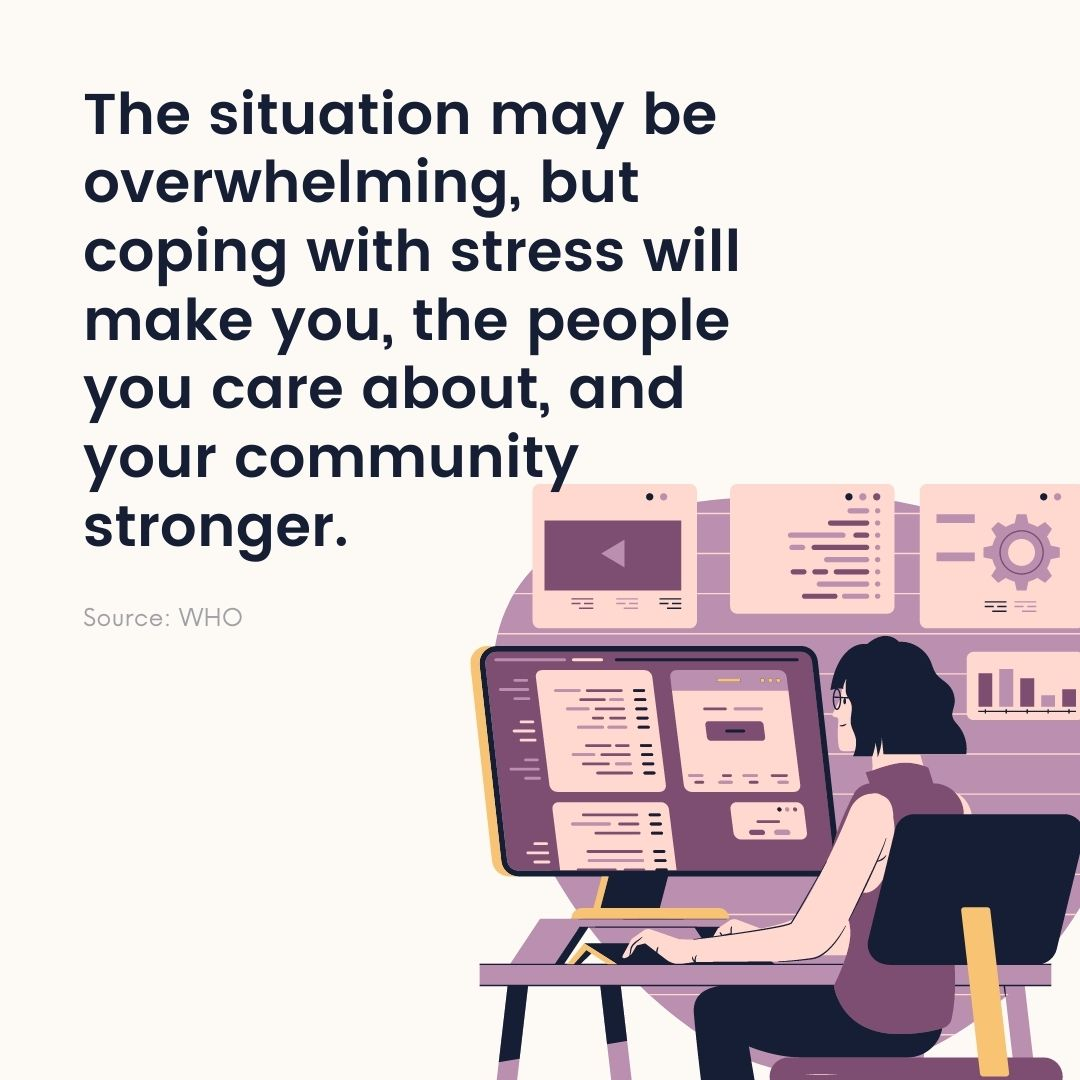 The situation may be
overwhelming, but
coping with stress will
make you, the people
you care about, and
your community
stronger.
Source: WHO